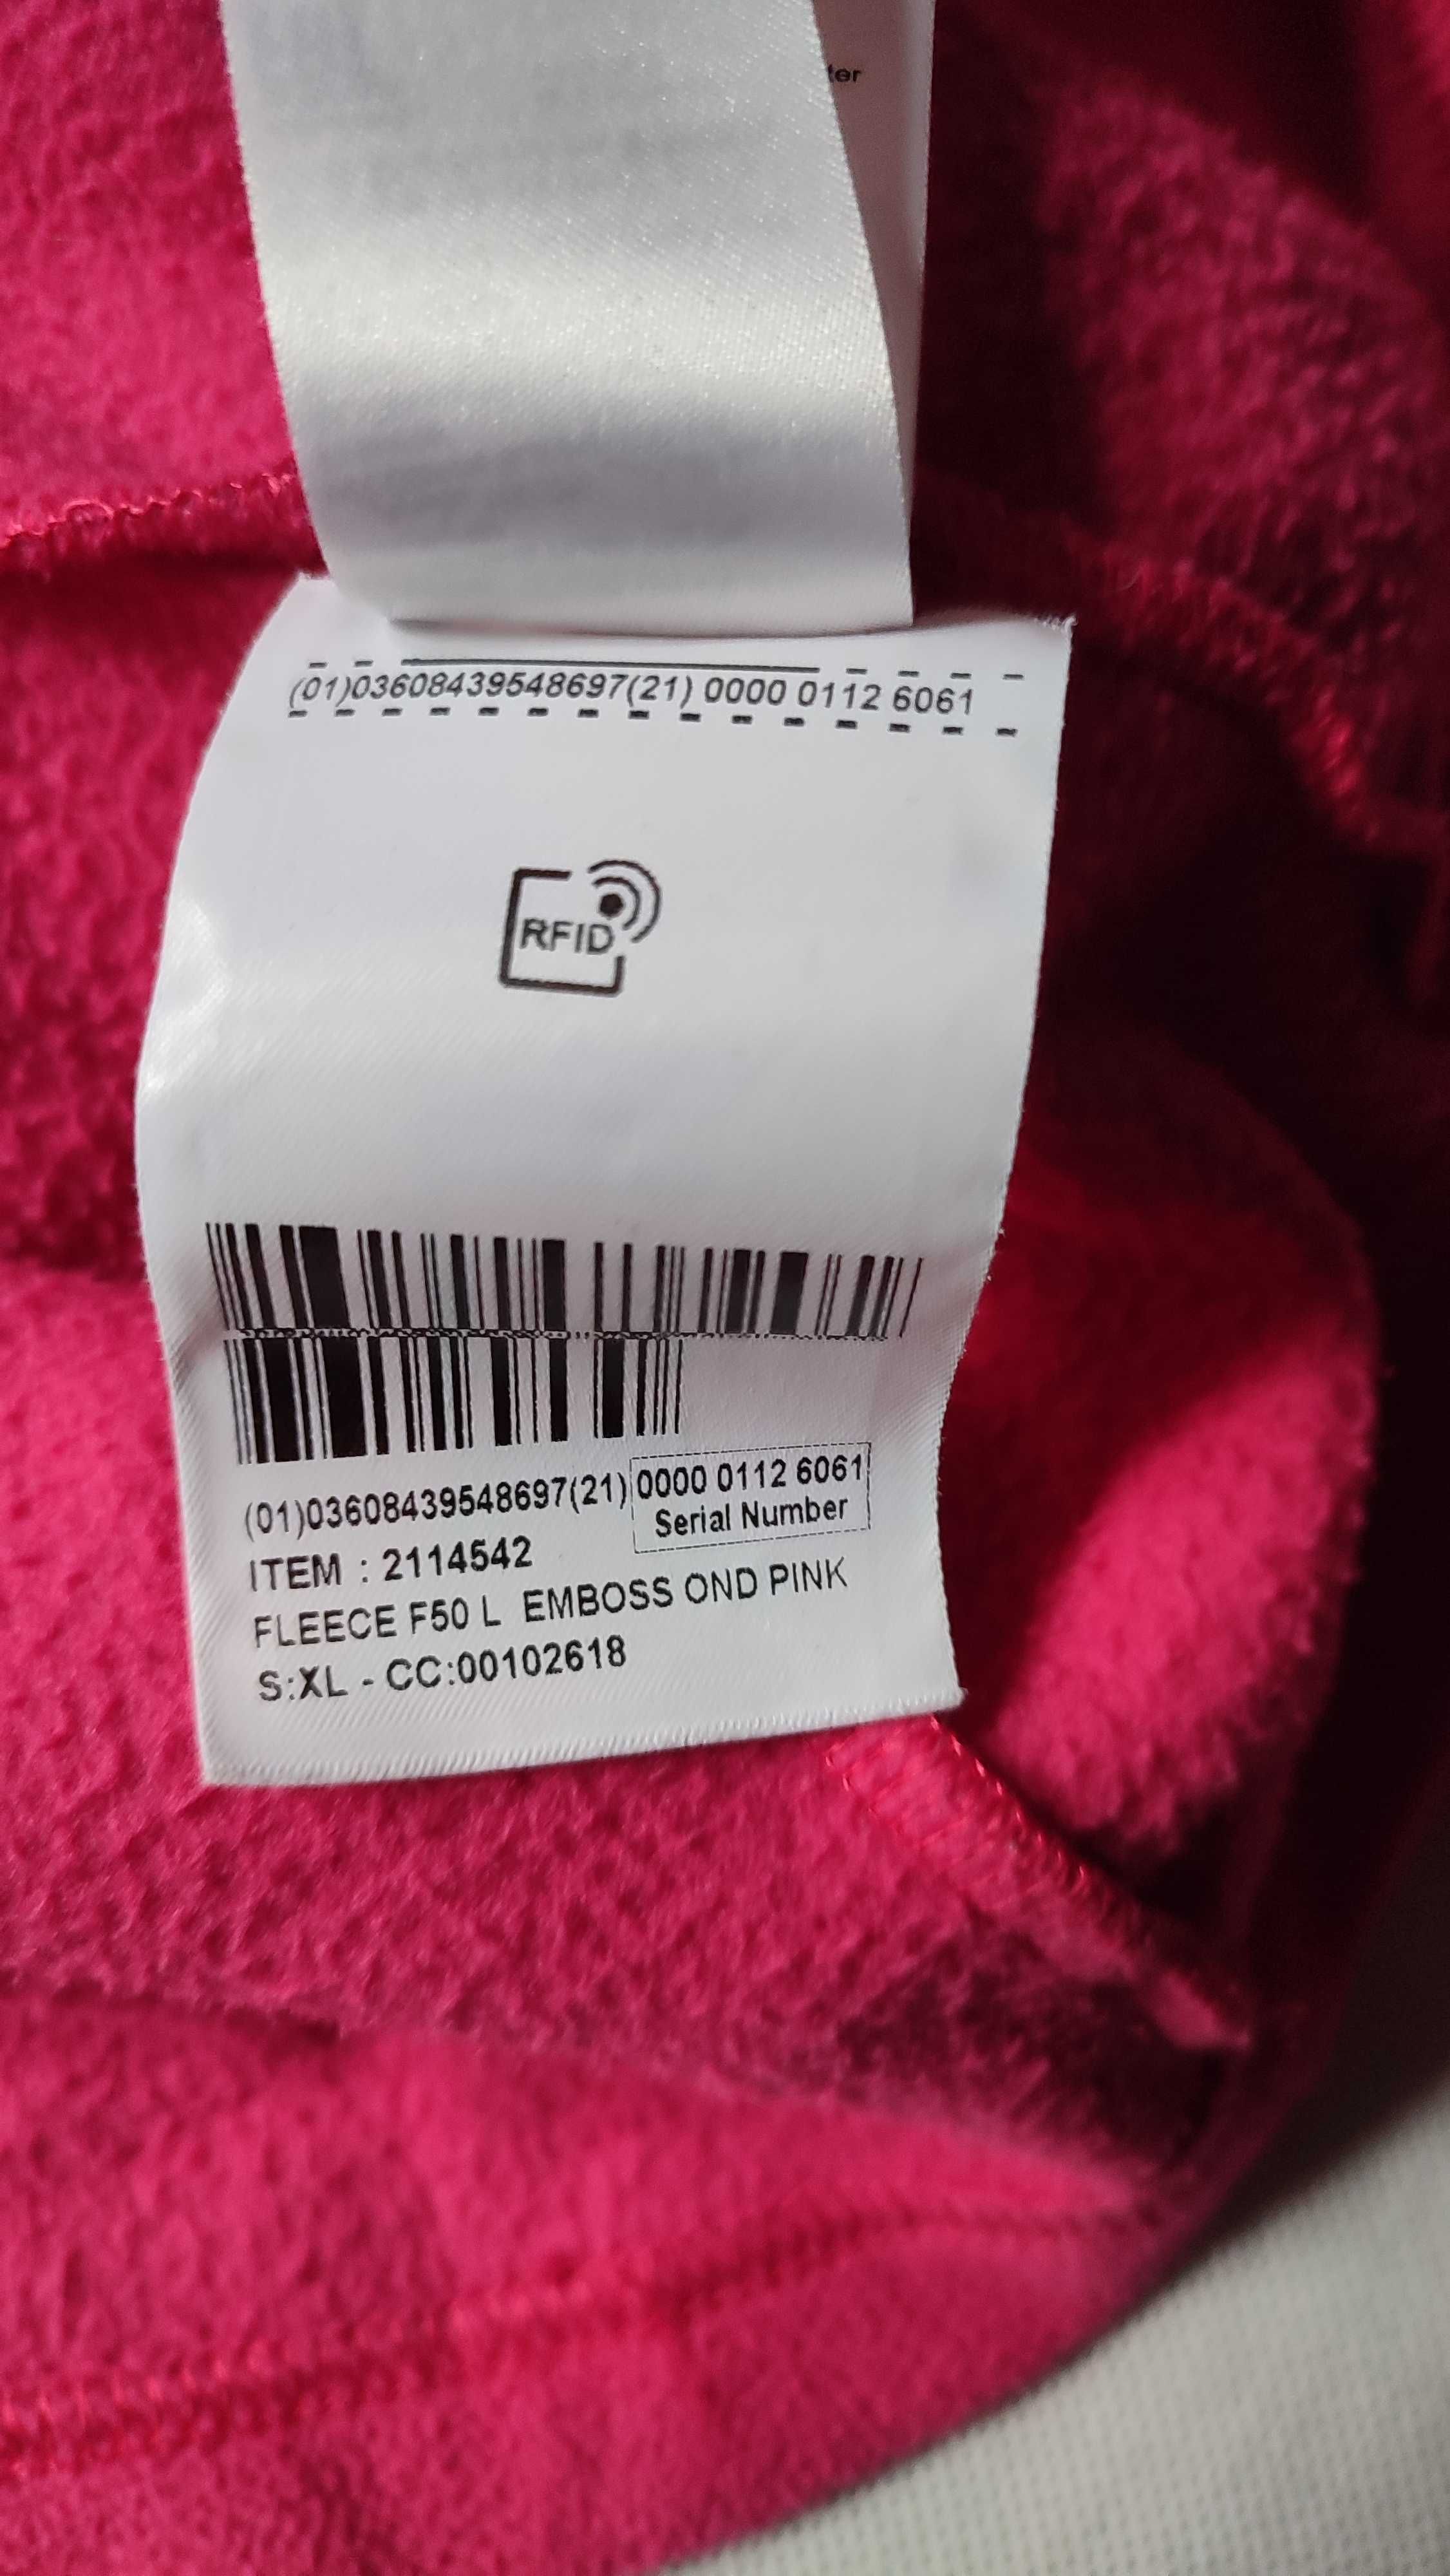 (01)03608439548697(21) 0000 0112 6061
RFID
(01)03608439548697(21) 0000 0112 6061
Serial Number
ITEM : 2114542
FLEECE F50 L EMBOSS OND PINK
S:XL - CC:00102618